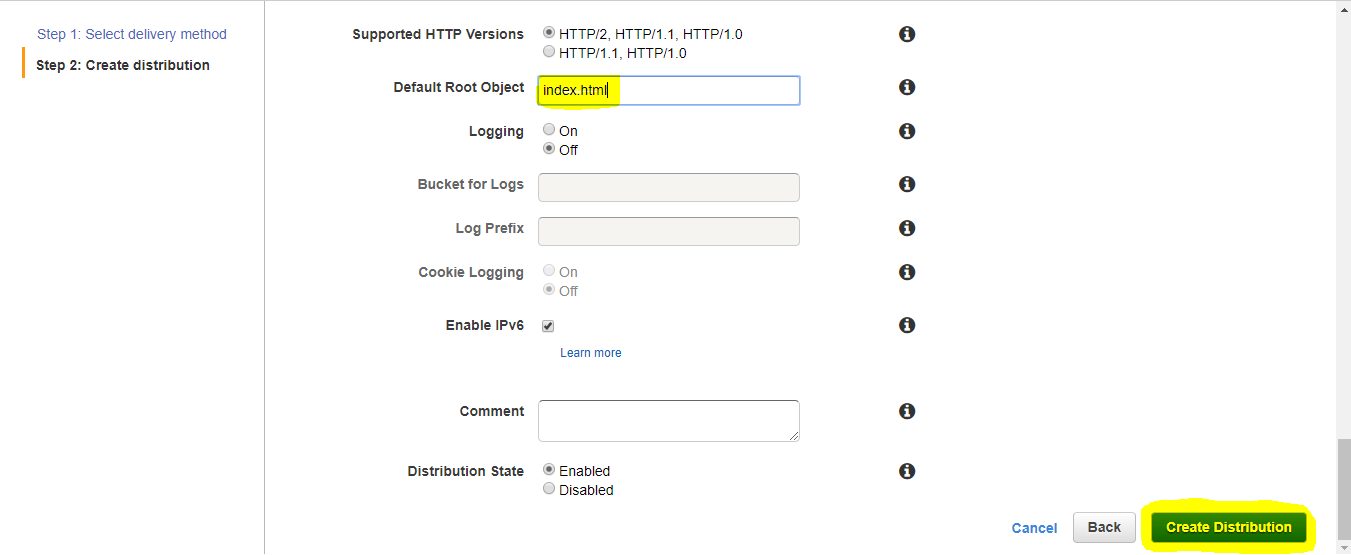 Step 1: Select delivery method
Step 2: Create distribution
Supported HTTP Versions
HTTP/2, HTTP/1.1, HTTP/1.0
HTTP/1.1, HTTP/1.0
Default Root Object
index.html
Logging
On
Off
Bucket for Logs
Log Prefix
Cookie Logging
On
Off
Enable IPv6
Learn more
Comment
Distribution State
Enabled
Disabled
Cancel
Back
Create Distribution